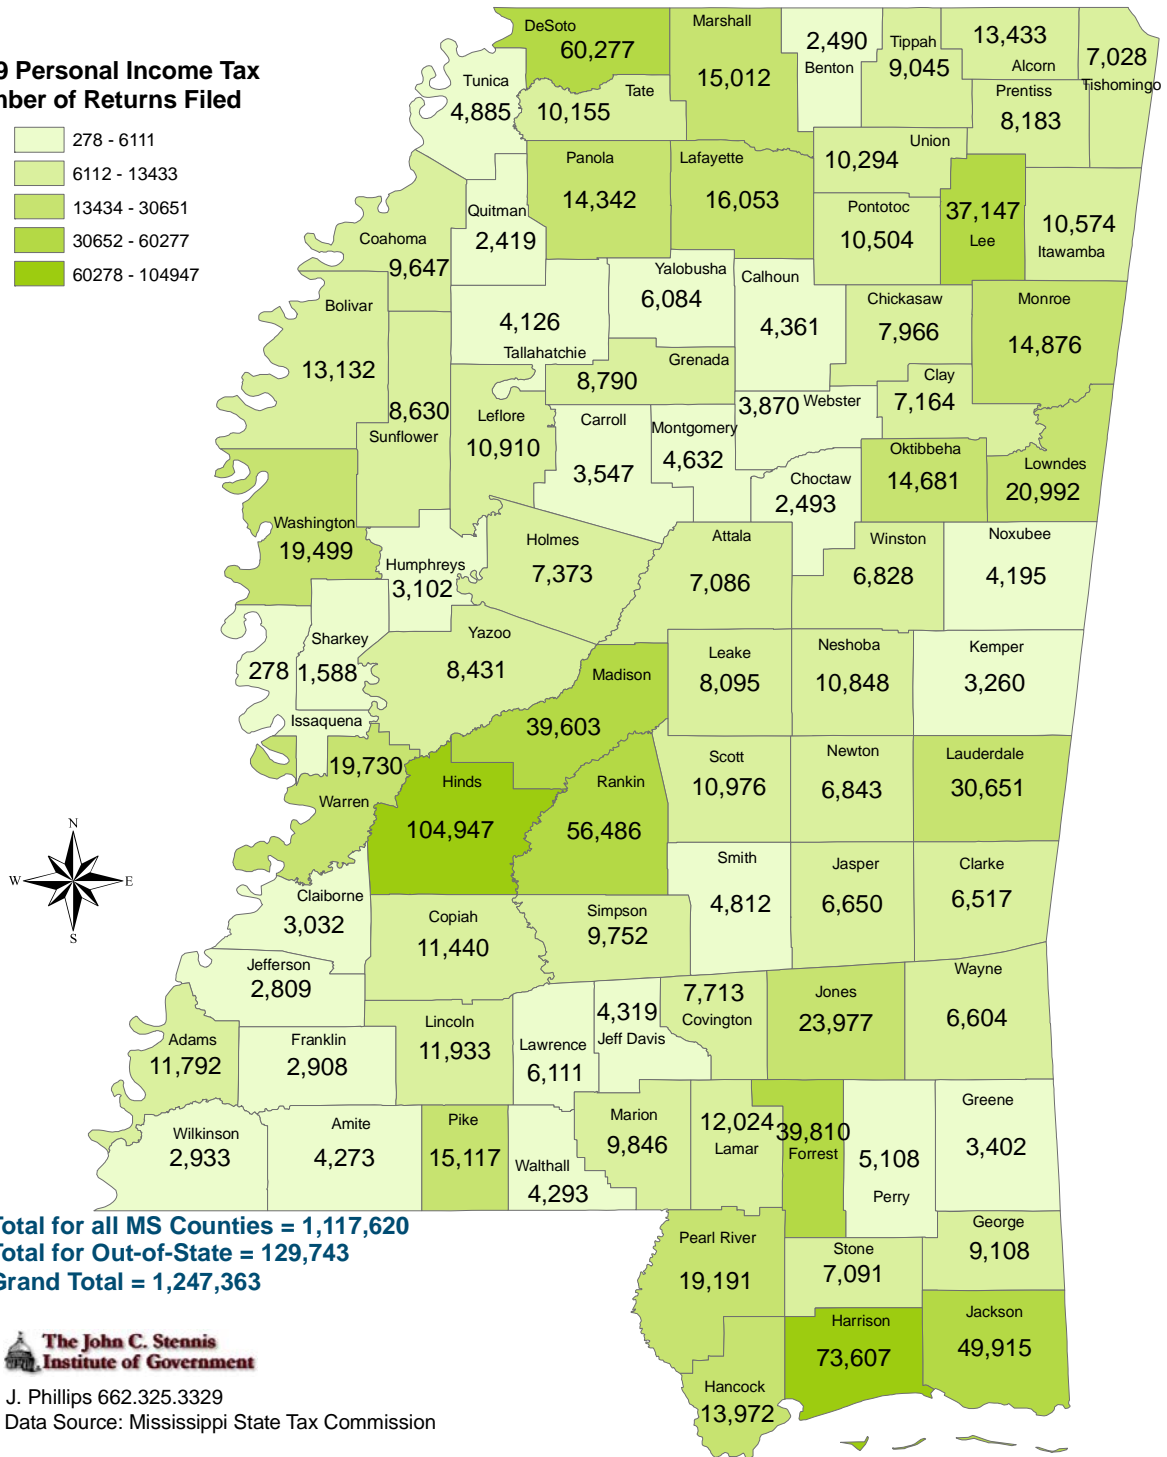 9 Personal Income Tax
ber of Returns Filed
278 - 6111
6112 - 13433
13434 - 30651
30652 - 60277
60278 - 104947
DeSoto
60,277
Marshall
15,012
2,490
Benton
Tippah
9,045
13,433
Alcorn
7,028
Tishomingo
Tunica
4,885
Tate
10,155
Prentiss
8,183
Panola
14,342
Lafayette
16,053
Union
10,294
Quitman
2,419
Pontotoc
10,504
37,147
Lee
10,574
Itawamba
Coahoma
9,647
Bolivar
13,132
4,126
Tallahatchie
Yalobusha
6,084
Calhoun
4,361
Chickasaw
7,966
Monroe
14,876
8,630
Sunflower
Grenada
8,790
Leflore
10,910
Carroll
3,547
Montgomery
4,632
3,870 Webster
Clay
7,164
Choctaw
2,493
Oktibbeha
14,681
Lowndes
20,992
Washington
19,499
Humphreys
3,102
Holmes
7,373
Attala
7,086
Winston
6,828
Noxubee
4,195
278
Issaquena
Sharkey
1,588
Yazoo
8,431
Madison
39,603
Leake
8,095
Neshoba
10,848
Kemper
3,260
19,730
Warren
Hinds
104,947
Rankin
56,486
Scott
10,976
Newton
6,843
Lauderdale
30,651
N
W
E
S
Claiborne
3,032
Copiah
11,440
Simpson
9,752
Smith
4,812
Jasper
6,650
Clarke
6,517
Jefferson
2,809
Adams
11,792
Franklin
2,908
Lincoln
11,933
Lawrence
6,111
4,319
Jeff Davis
7,713
Covington
Jones
23,977
Wayne
6,604
Wilkinson
2,933
Amite
4,273
Pike
15,117
Walthall
4,293
Marion
9,846
12,024
Lamar
39,810
Forrest
5,108
Perry
Greene
3,402
Total for all MS Counties = 1,117,620
Total for Out-of-State = 129,743
Grand Total = 1,247,363
Pearl River
19,191
Stone
7,091
George
9,108
Harrison
73,607
Jackson
49,915
Hancock
13,972
The John C. Stennis
Institute of Government
J. Phillips 662.325.3329
Data Source: Mississippi State Tax Commission